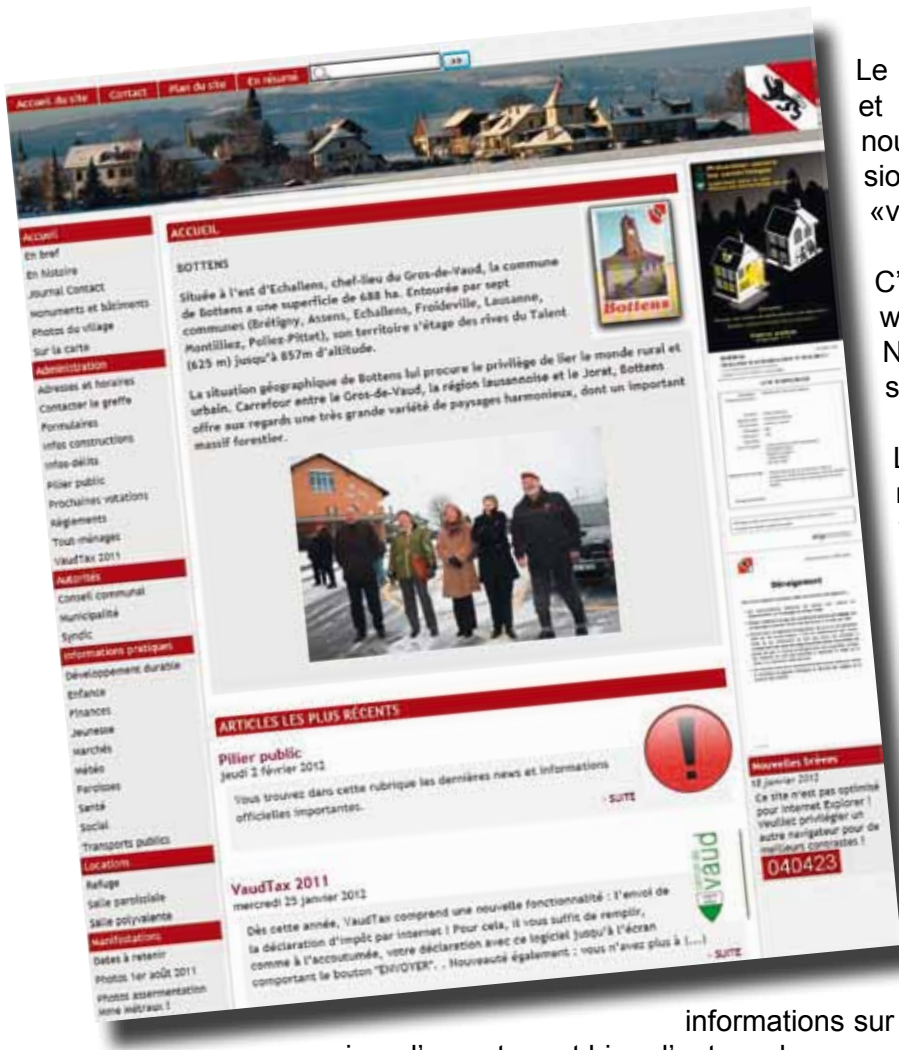 Accueil du site
Contact
Plan du site
En résumé
>>
Accueil
En bref
En histoire
Journal Contact
Monuments et bâtiments
Photos du village
Sur la carte
Administration
Adresses et horaires
Contacter le greffe
Formulaires
Infos constructions
Infos-délits
Pilier public
Prochaines votations
Règlements
Tout-ménages
VaudTax 2011
Autorités
Conseil communal
Municipalité
Syndic
Informations pratiques
Développement durable
Enfance
Finances
Jeunesse
Marchés
Météo
Paroisses
Santé
Social
Transports publics
Locations
Refuge
Salle paroissiale
Salle polyvalente
Manifestations
Dates à retenir
Photos 1er août 2011
Photos assermentation
Mme Métraux !
ACCUEIL
BOTTENS
Située à l'est d'Echallens, chef-lieu du Gros-de-Vaud, la commune
de Bottens a une superficie de 688 ha. Entourée par sept
communes (Brétigny, Assens, Echallens, Froideville, Lausanne,
Montilliez, Poliez-Pittet), son territoire s'étage des rives du Talent
(625 m) jusqu'à 857m d'altitude.
La situation géographique de Bottens lui procure le privilège de lier le monde rural et
urbain. Carrefour entre le Gros-de-Vaud, la région lausannoise et le Jorat, Bottens
offre aux regards une très grande variété de paysages harmonieux, dont un important
massif forestier.
Bottens
ARTICLES LES PLUS RÉCENTS
Pilier public
jeudi 2 février 2012
Vous trouvez dans cette rubrique les dernières news et informations
officielles importantes.
> SUITE
VaudTax 2011
mercredi 25 janvier 2012
Dès cette année, VaudTax comprend une nouvelle fonctionnalité : l'envoi de
la déclaration d'impôt par internet ! Pour cela, il vous suffit de remplir,
comme à l'accoutumée, votre déclaration avec ce logiciel jusqu'à l'écran
comportant le bouton "ENVOYER". . Nouveauté également : vous n'avez plus à (...)
> SUITE
vaud
Déneigement
Nouvelles brèves
12 janvier 2012
Ce site n'est pas optimisé
pour Internet Explorer !
Veuillez privilégier un
autre navigateur pour de
meilleurs contrastes !
040423
Le
et
nou
sio
«v
C'
w
N
s
L
informations sur